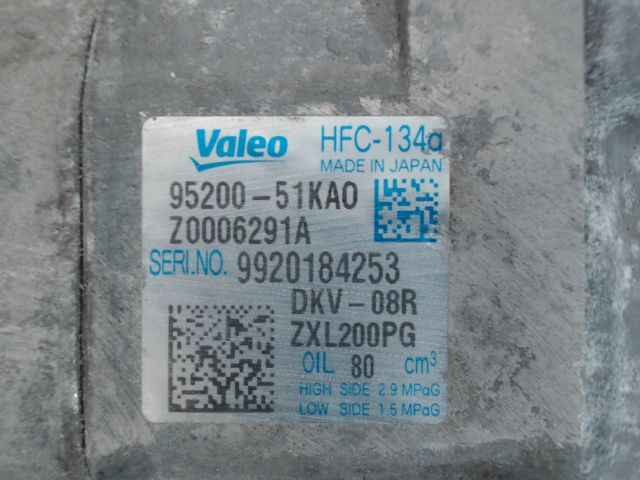 Valeo HFC-134a
MADE IN JAPAN
95200-51KA0
Z0006291A
SERI.NO. 9920184253
DKV-08R
ZXL200PG
OIL 80 cm³
HIGH SIDE 2.9 MPaG
LOW SIDE 1.5 MPaG